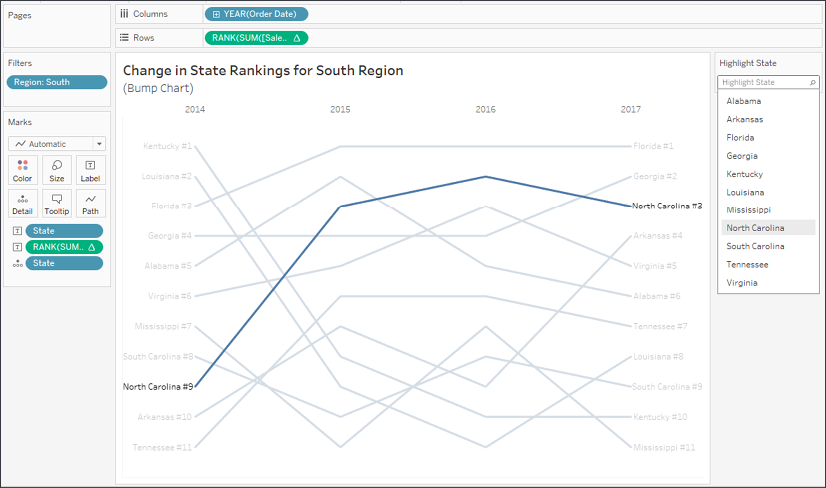 Pages
Columns
YEAR(Order Date)
Rows
RANK(SUM([Sale..
Filters
Region: South
Marks
Automatic
Color
Size
Label
Detail
Tooltip
Path
State
RANK(SUM..
State
Change in State Rankings for South Region
(Bump Chart)
2014 2015 2016 2017
Kentucky #1
Louisiana #2
Florida #3
Georgia #4
Alabama #5
Virginia #6
Mississippi #7
South Carolina #8
North Carolina #9
Arkansas #10
Tennessee #11
Florida #1
Georgia #2
North Carolina #3
Arkansas #4
Virginia #5
Alabama #6
Tennessee #7
Louisiana #8
South Carolina #9
Kentucky #10
Mississippi #11
Highlight State
Highlight State
Alabama
Arkansas
Florida
Georgia
Kentucky
Louisiana
Mississippi
North Carolina
South Carolina
Tennessee
Virginia